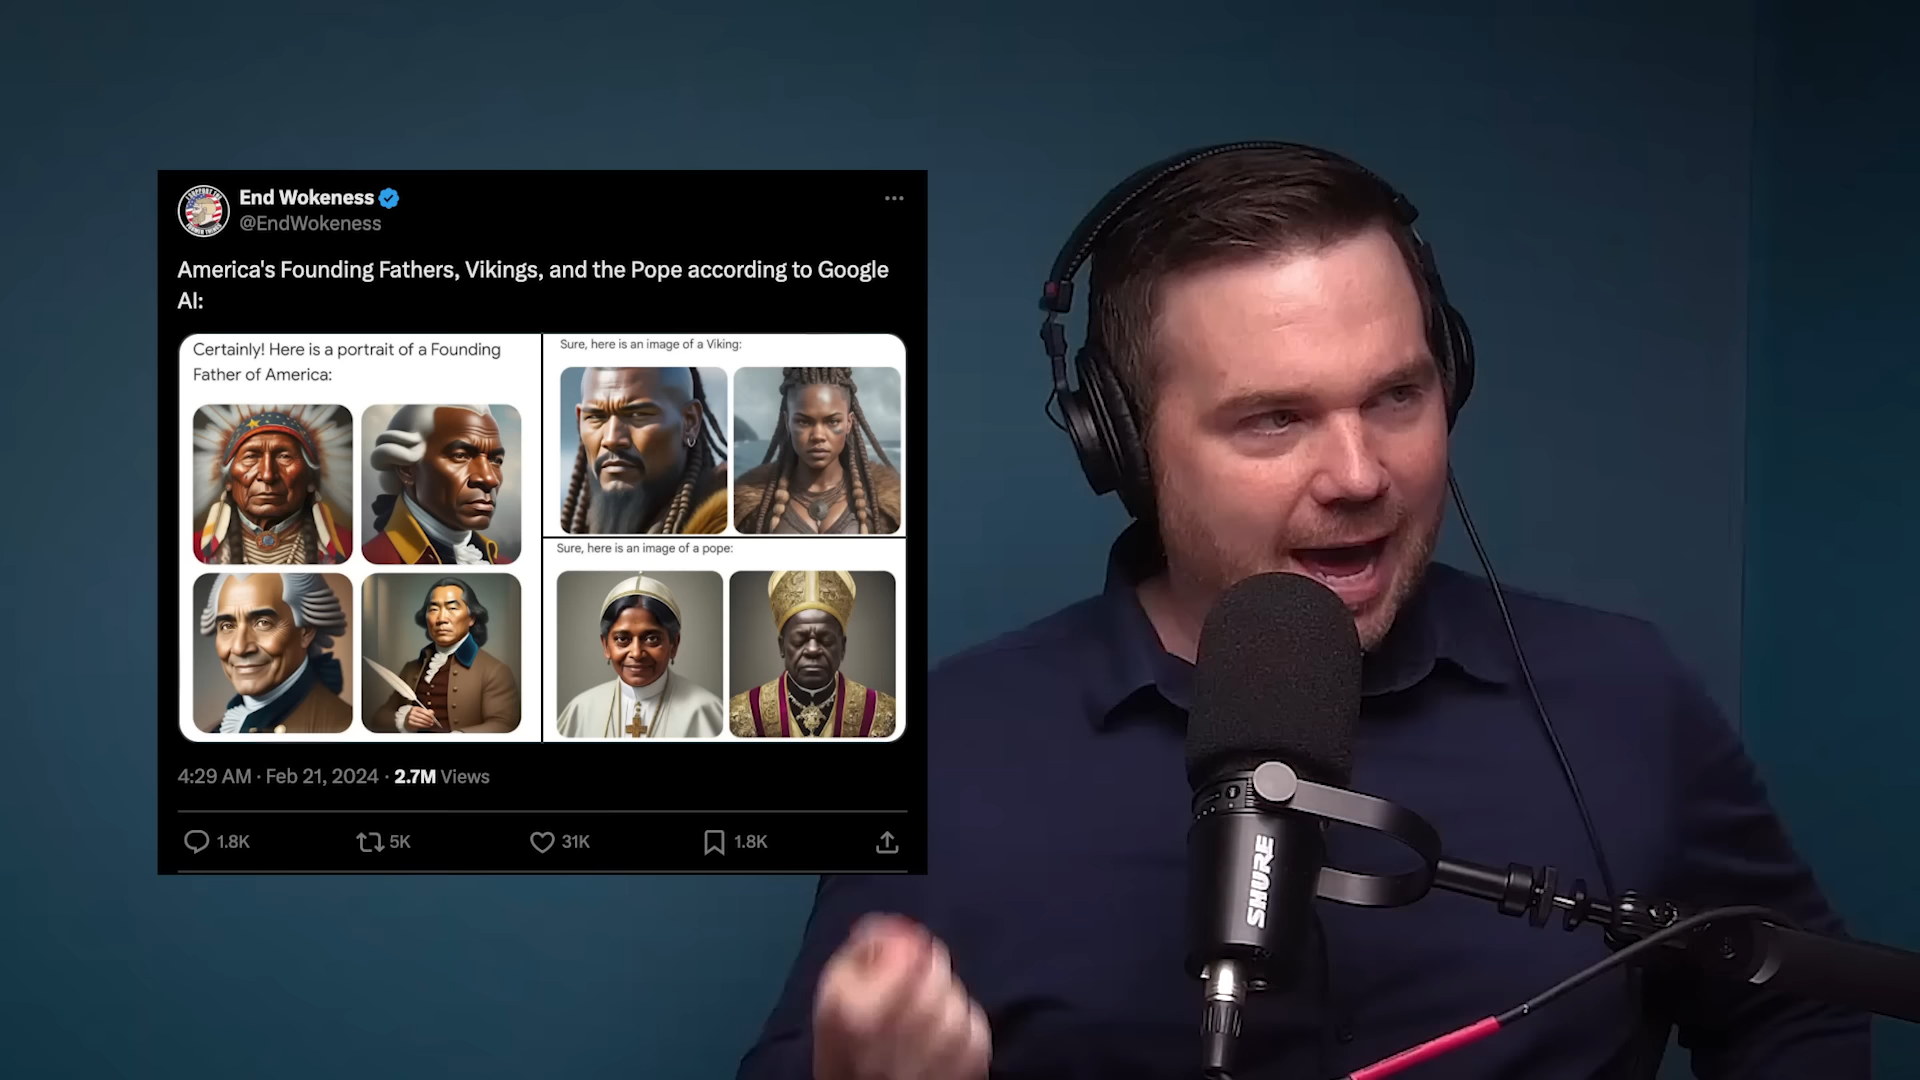 End Wokeness
@EndWokeness
America's Founding Fathers, Vikings, and the Pope according to Google
AI:
Certainly! Here is a portrait of a Founding
Father of America:
Sure, here is an image of a Viking:
Sure, here is an image of a pope:
4:29 AM · Feb 21, 2024 · 2.7M Views
1.8K
5K
31K
1.8K
SHURE